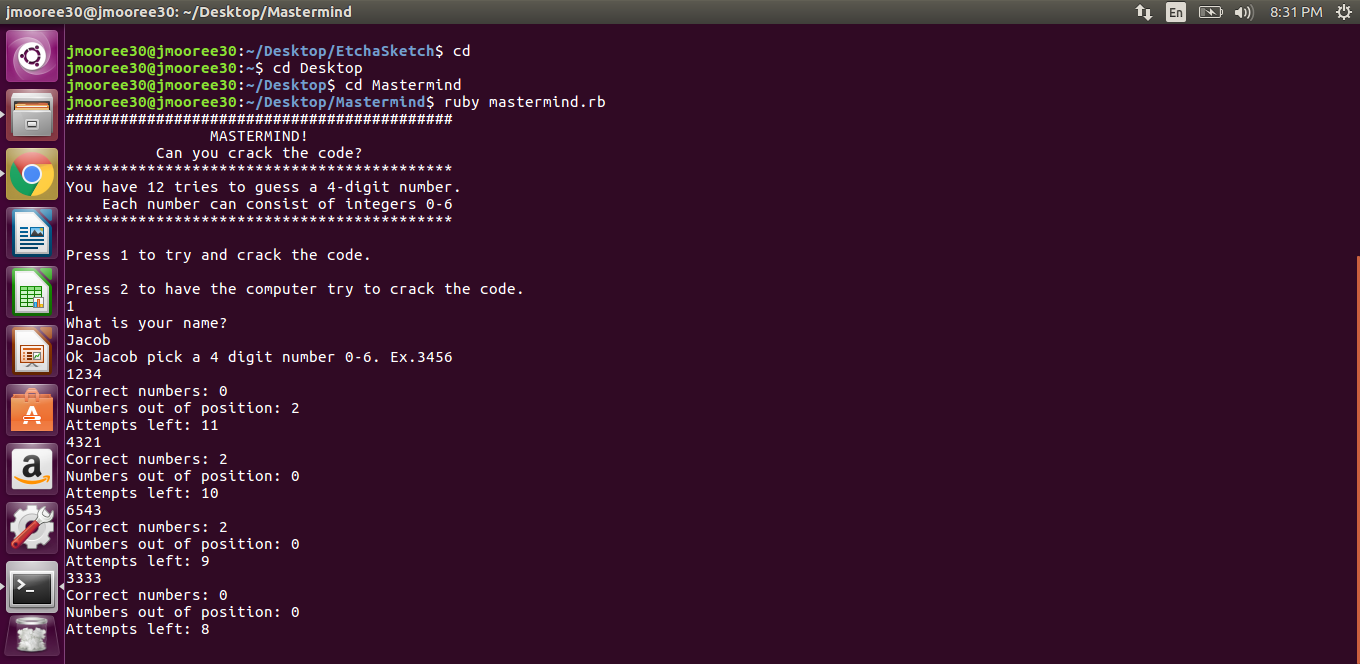 jmooree30@jmooree30: ~/Desktop/Mastermind
En
8:31 PM
jmooree30@jmooree30:~/Desktop/EtchaSketch$ cd
jmooree30@jmooree30:~$ cd Desktop
jmooree30@jmooree30:~/Desktop$ cd Mastermind
jmooree30@jmooree30:~/Desktop/Mastermind$ ruby mastermind.rb
###########################################
MASTERMIND!
Can you crack the code?
*******************************************
You have 12 tries to guess a 4-digit number.
Each number can consist of integers 0-6
*******************************************
Press 1 to try and crack the code.
Press 2 to have the computer try to crack the code.
1
What is your name?
Jacob
Ok Jacob pick a 4 digit number 0-6. Ex.3456
1234
Correct numbers: 0
Numbers out of position: 2
Attempts left: 11
4321
Correct numbers: 2
Numbers out of position: 0
Attempts left: 10
6543
Correct numbers: 2
Numbers out of position: 0
Attempts left: 9
3333
Correct numbers: 0
Numbers out of position: 0
Attempts left: 8